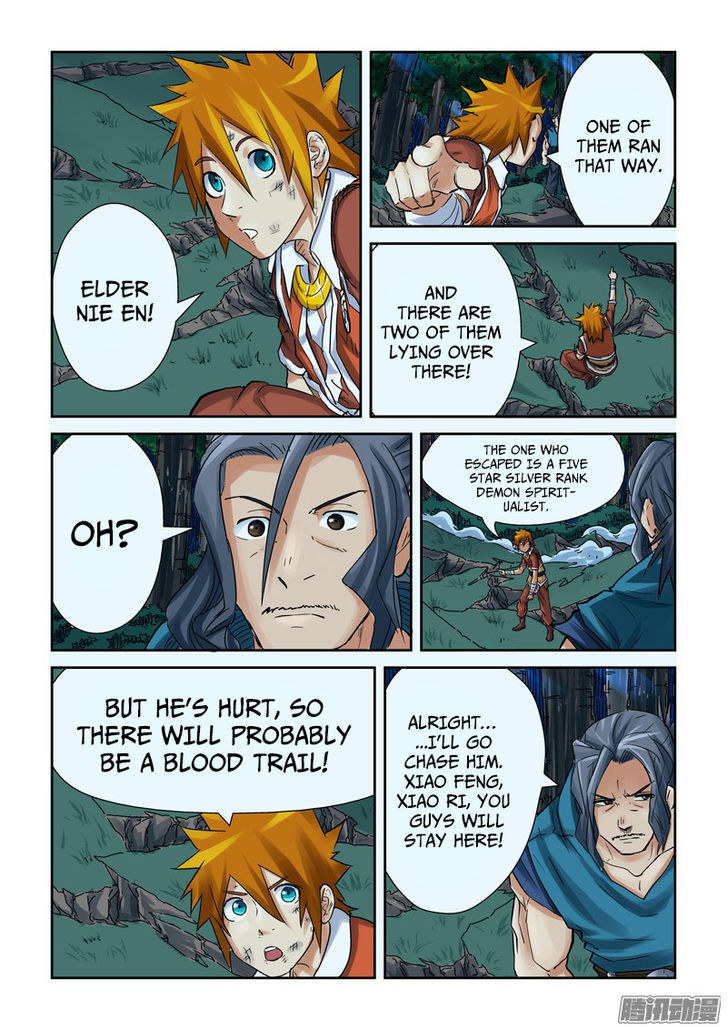 ELDER
NIE EN!
ONE OF
THEM RAN
THAT WAY.
AND
THERE ARE
TWO OF THEM
LYING OVER
THERE!
OH?
THE ONE WHO
ESCAPED IS A FIVE
STAR SILVER RANK
DEMON SPIRIT-
UALIST.
BUT HE'S HURT, SO
THERE WILL PROBABLY
BE A BLOOD TRAIL!
ALRIGHT....
...I'LL GO
CHASE HIM.
XIAO FENG,
XIAO RI, YOU
GUYS WILL
STAY HERE!
腾讯动漫